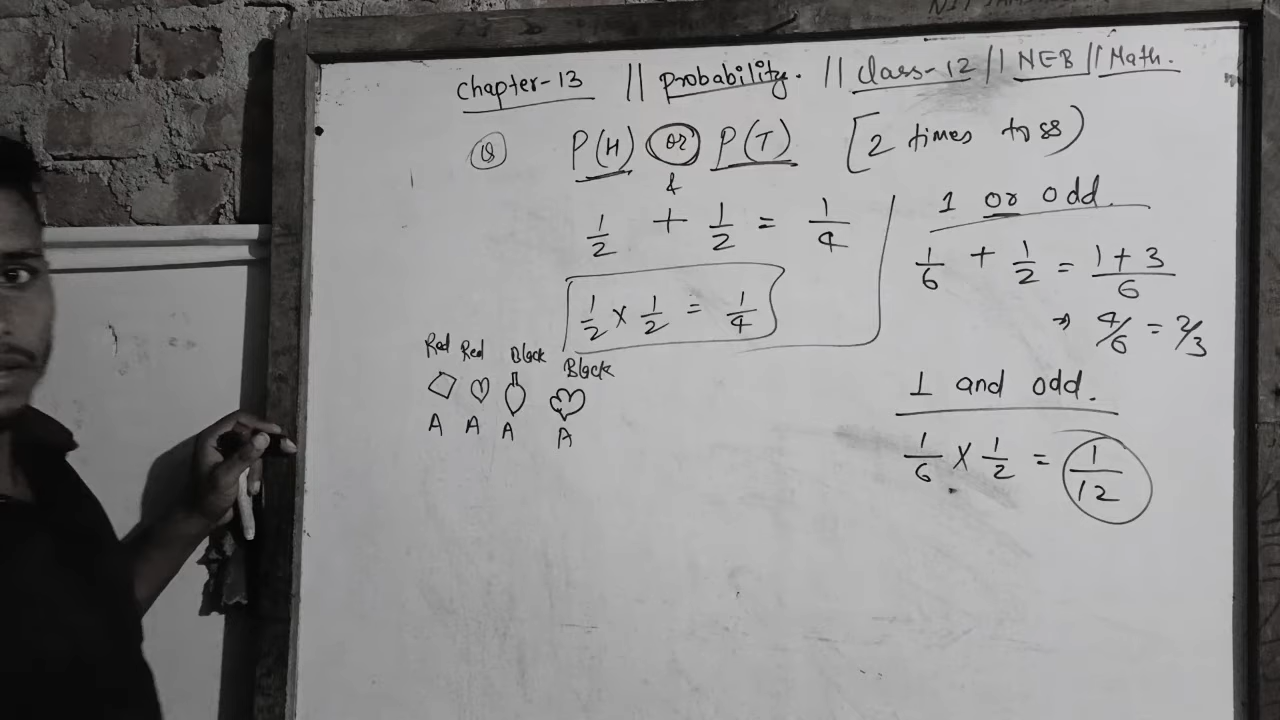 Chapter-13 || Probability. || Class-12 || NEB || Math.
Q P(H) or P(T) [2 times toss)
&
1/2 + 1/2 = 1/4
1/2 × 1/2 = 1/4
Red Red Black Black
A A A A
1 or odd.
1/6 + 1/2 = 1+3/6
⇒ 4/6 = 2/3
1 and odd.
1/6 × 1/2 = 1/12